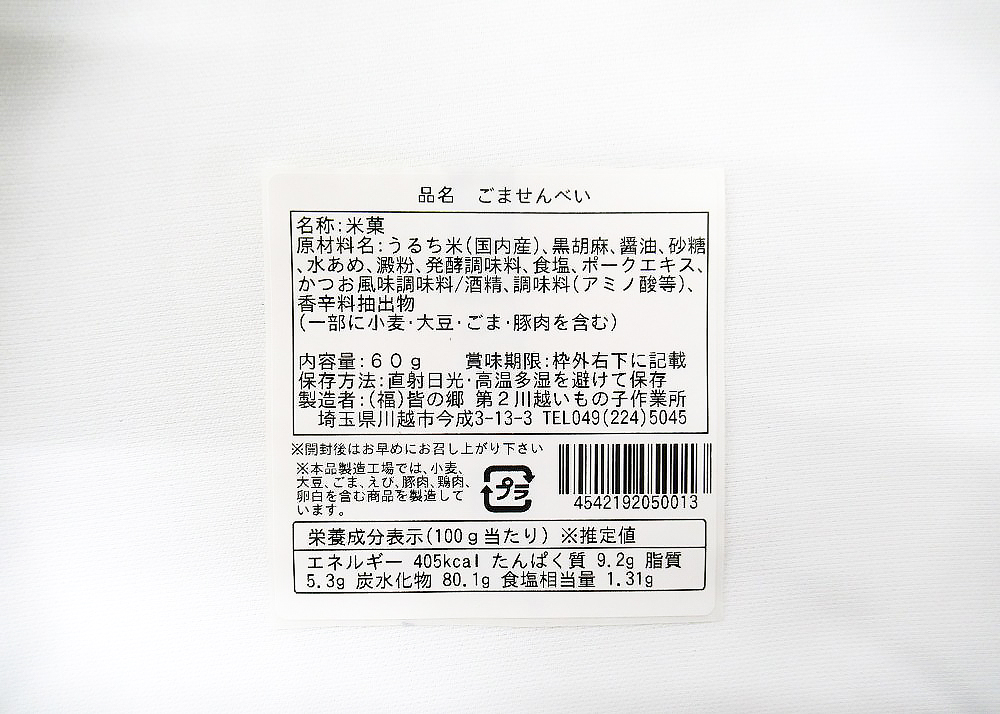 品名 ごませんべい
名称:米菓
原材料名:うるち米(国内産)、黒胡麻、醤油、砂糖
、水あめ、澱粉、発酵調味料、食塩、ポークエキス、
かつお風味調味料/酒精、調味料(アミノ酸等)、
香辛料抽出物
(一部に小麦・大豆・ごま・豚肉を含む)
内容量:60g 賞味期限:枠外右下に記載
保存方法:直射日光・高温多湿を避けて保存
製造者:(福)皆の郷 第2川越いもの子作業所
埼玉県川越市今成3-13-3 TEL049(224)5045
※開封後はお早めにお召し上がり下さい
※本品製造工場では、小麦、
大豆、ごま、えび、豚肉、鶏肉、
卵白を含む商品を製造して
います。
プラ
4542192050013
栄養成分表示(100g当たり) ※推定値
エネルギー 405kcal たんぱく質 9.2g 脂質
5.3g 炭水化物 80.1g 食塩相当量 1.31g